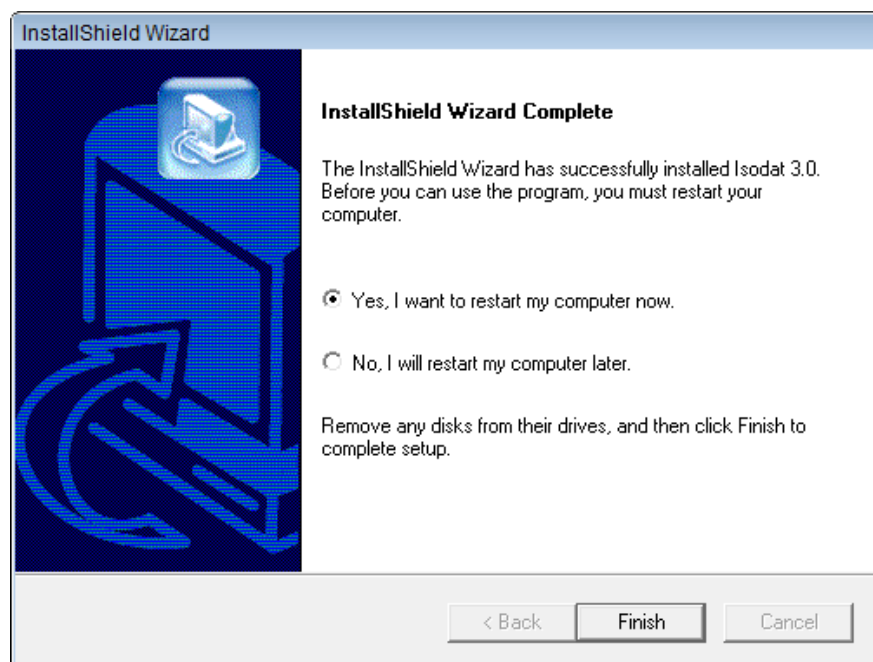 InstallShield Wizard
InstallShield Wizard Complete
The InstallShield Wizard has successfully installed Isodat 3.0.
Before you can use the program, you must restart your
computer.
Yes, I want to restart my computer now.
No, I will restart my computer later.
Remove any disks from their drives, and then click Finish to
complete setup.
< Back
Finish
Cancel